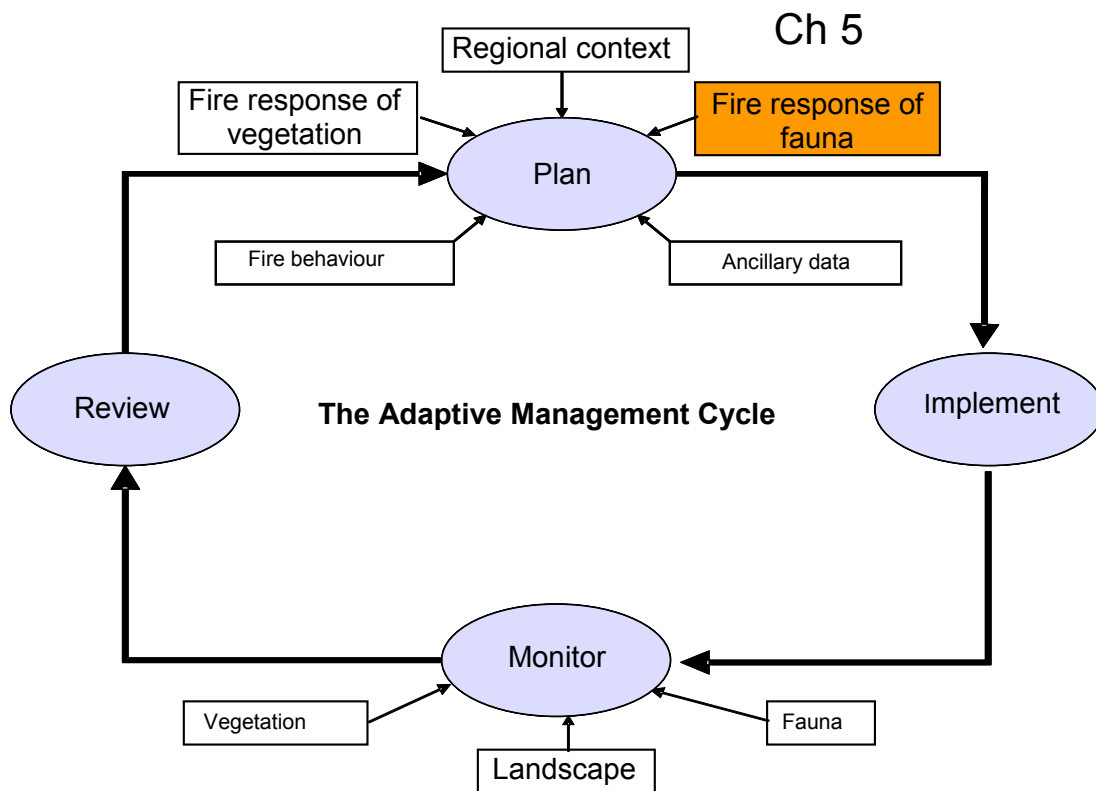 Ch 5
Regional context
Fire response of
vegetation
Fire response of
fauna
Plan
Fire behaviour
Ancillary data
Review
The Adaptive Management Cycle
Implement
Monitor
Vegetation
Fauna
Landscape